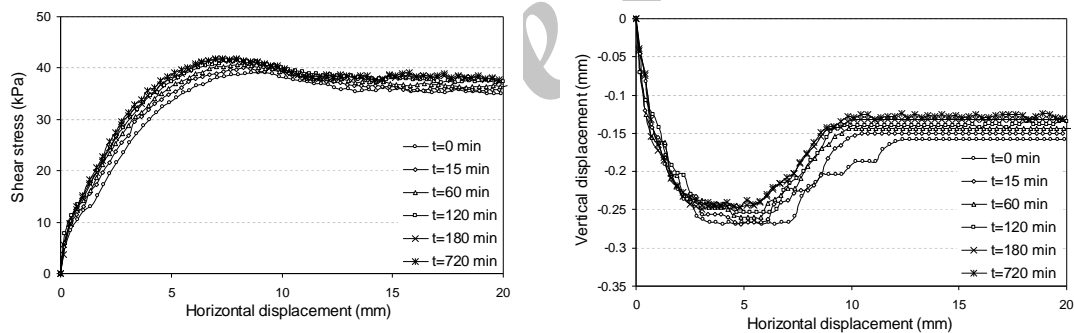 50
40
30
20
10
0
Shear stress (kPa)
t=0 min
t=15 min
t=60 min
t=120 min
t=180 min
t=720 min
0 5 10 15 20
Horizontal displacement (mm)
0
-0.05
-0.1
-0.15
-0.2
-0.25
-0.3
-0.35
Vertical displacement (mm)
t=0 min
t=15 min
t=60 min
t=120 min
t=180 min
t=720 min
0 5 10 15 20
Horizontal displacement (mm)